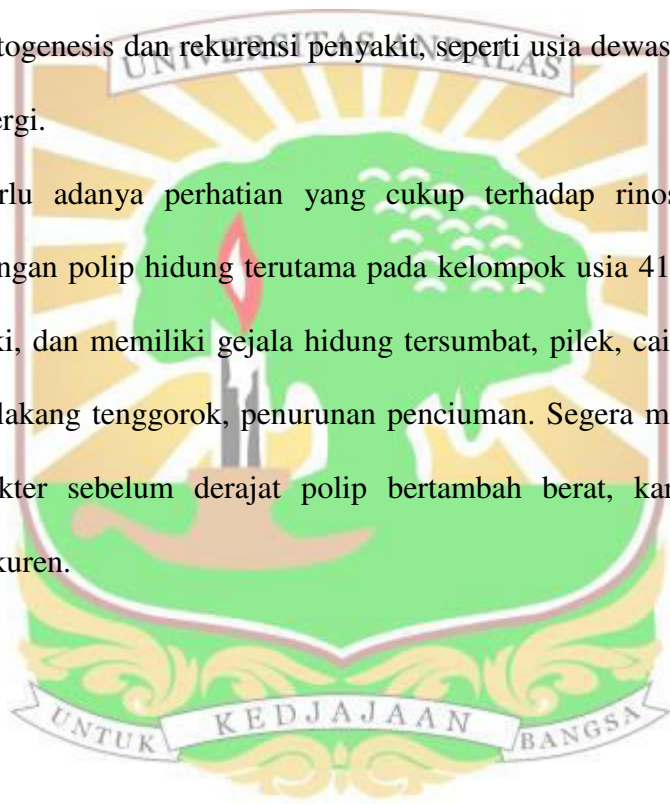 togenesis dan rekurensi penyakit, seperti usia dewas
UNIVERSITAS ANDALAS
ergi.
rlu adanya perhatian yang cukup terhadap rinos
ngan polip hidung terutama pada kelompok usia 41
ki, dan memiliki gejala hidung tersumbat, pilek, cai
lakang tenggorok, penurunan penciuman. Segera m
kter sebelum derajat polip bertambah berat, kar
kuren.
UNTUK KEDJAJAAN BANGSA